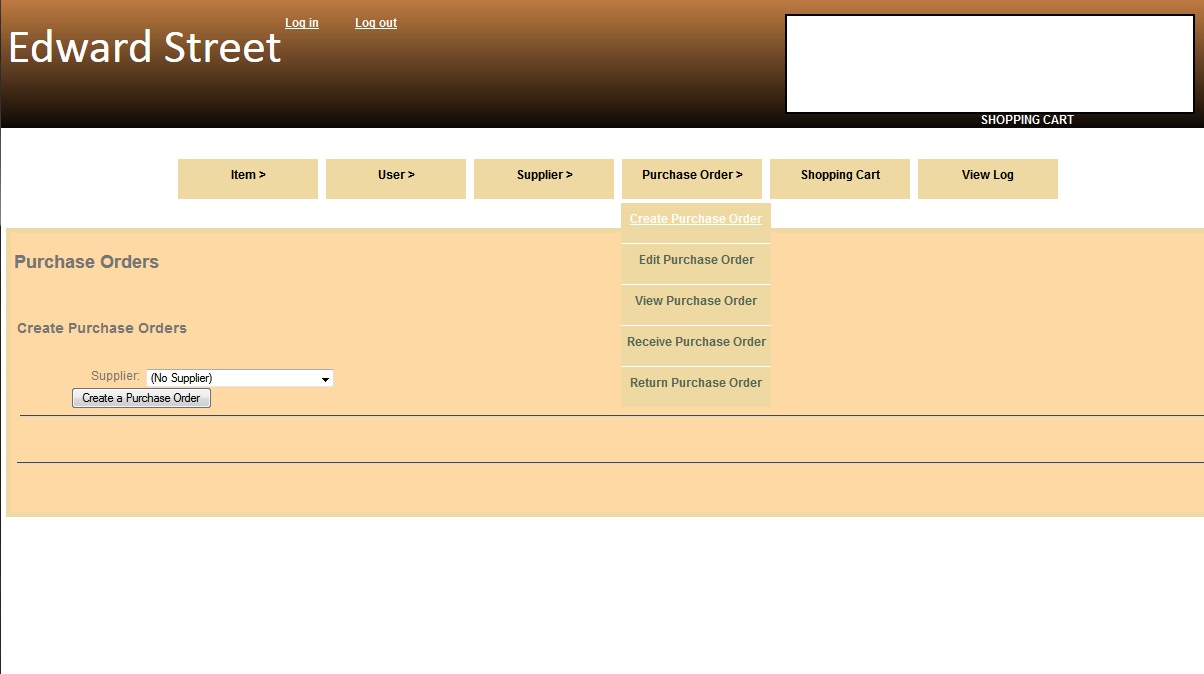 Log in Log out
Edward Street
SHOPPING CART
Item > User > Supplier > Purchase Order > Shopping Cart View Log
Create Purchase Order
Edit Purchase Order
View Purchase Order
Receive Purchase Order
Return Purchase Order
Purchase Orders
Create Purchase Orders
Supplier: (No Supplier)
Create a Purchase Order